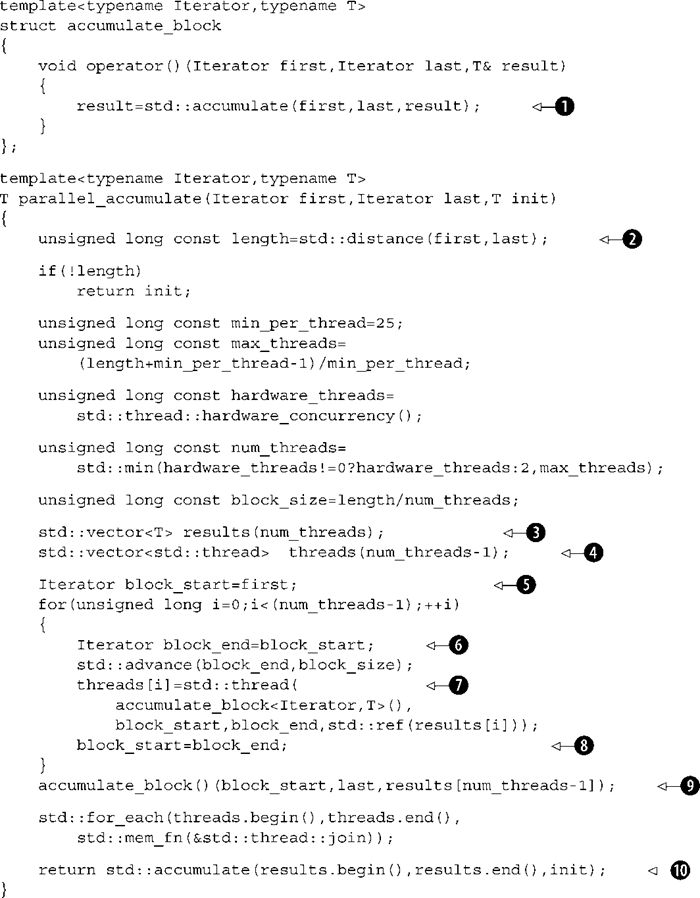 template<typename Iterator,typename T>
struct accumulate_block
{
    void operator()(Iterator first,Iterator last,T& result)
    {
        result=std::accumulate(first,last,result); 1
    }
};
template<typename Iterator,typename T>
T parallel_accumulate(Iterator first,Iterator last,T init)
{
    unsigned long const length=std::distance(first,last); 2
    if(!length)
        return init;
    unsigned long const min_per_thread=25;
    unsigned long const max_threads=
        (length+min_per_thread-1)/min_per_thread;
    unsigned long const hardware_threads=
        std::thread::hardware_concurrency();
    unsigned long const num_threads=
        std::min(hardware_threads!=0?hardware_threads:2,max_threads);
    unsigned long const block_size=length/num_threads;
    std::vector<T> results(num_threads); 3
    std::vector<std::thread>  threads(num_threads-1); 4
    Iterator block_start=first; 5
    for(unsigned long i=0;i<(num_threads-1);++i)
    {
        Iterator block_end=block_start; 6
        std::advance(block_end,block_size);
        threads[i]=std::thread( 7
            accumulate_block<Iterator,T>(),
            block_start,block_end,std::ref(results[i]));
        block_start=block_end; 8
    }
    accumulate_block()(block_start,last,results[num_threads-1]); 9
    std::for_each(threads.begin(),threads.end(),
        std::mem_fn(&std::thread::join));
    return std::accumulate(results.begin(),results.end(),init); 10
}